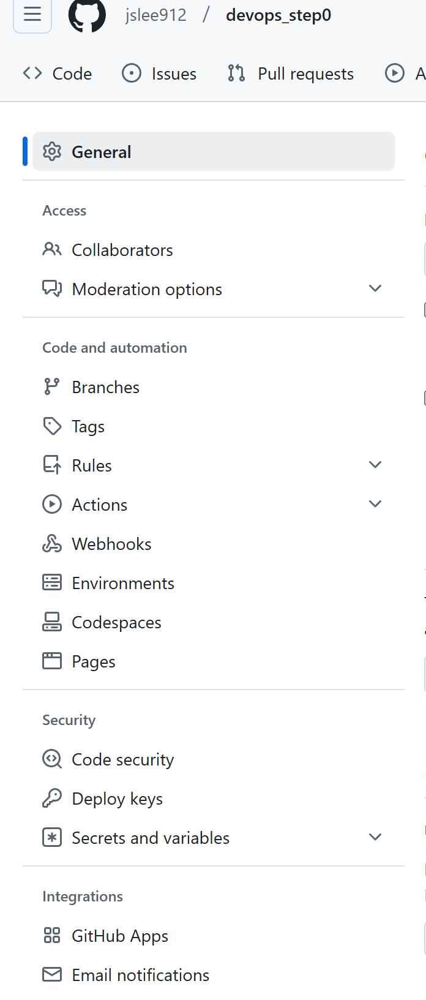 jslee912 / devops_step0
Code Issues Pull requests
General
Access
Collaborators
Moderation options
Code and automation
Branches
Tags
Rules
Actions
Webhooks
Environments
Codespaces
Pages
Security
Code security
Deploy keys
Secrets and variables
Integrations
GitHub Apps
Email notifications